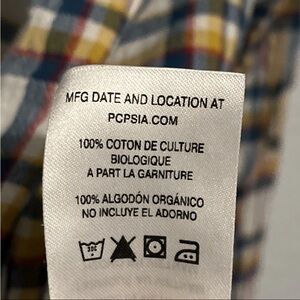 MFG DATE AND LOCATION AT
PCPSIA.COM
100% COTON DE CULTURE
BIOLOGIQUE
A PART LA GARNITURE
100% ALGODÓN ORGÁNICO
NO INCLUYE EL ADORNO